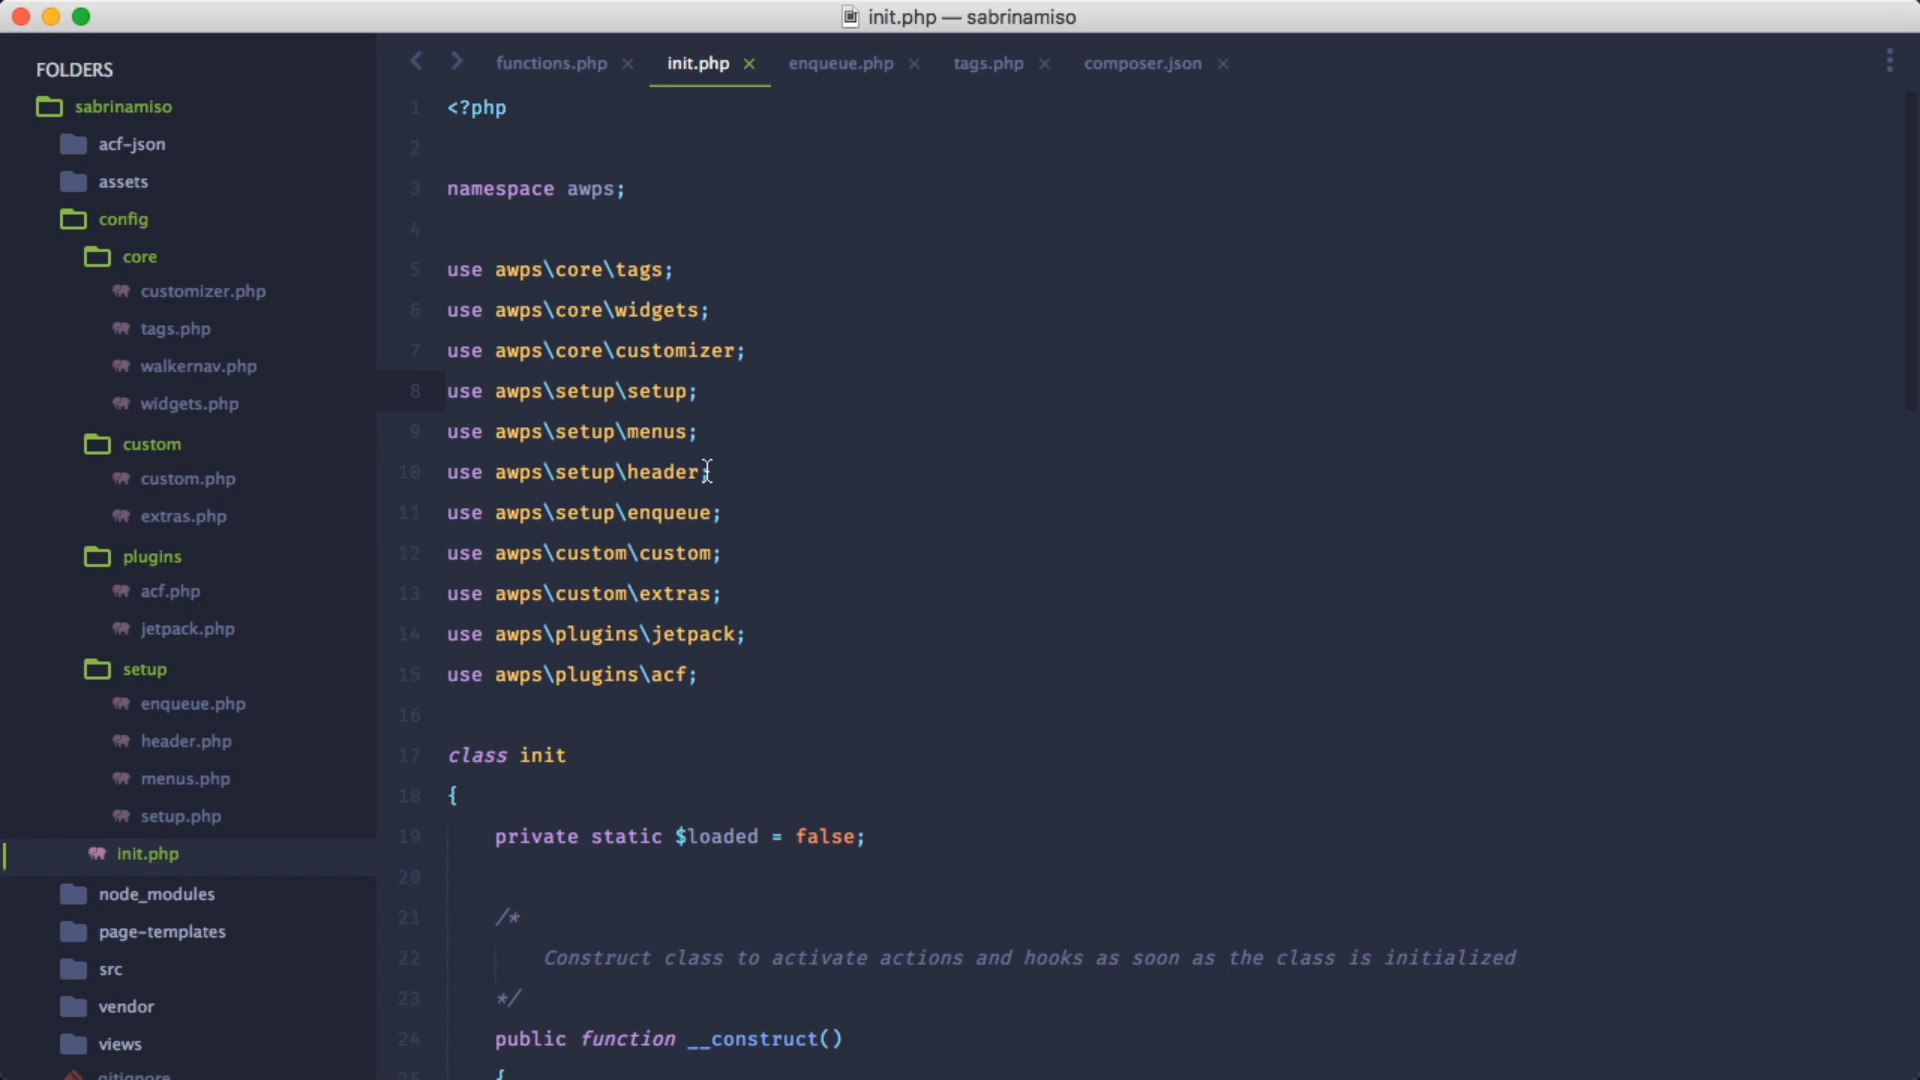 init.php — sabrinamiso
FOLDERS
sabrinamiso
acf-json
assets
config
core
customizer.php
tags.php
walkernav.php
widgets.php
custom
custom.php
extras.php
plugins
acf.php
jetpack.php
setup
enqueue.php
header.php
menus.php
setup.php
init.php
node_modules
page-templates
src
vendor
views
gitignore
functions.php × init.php × enqueue.php × tags.php × composer.json ×
1 <?php
2
3 namespace awps;
4
5 use awps\core\tags;
6 use awps\core\widgets;
7 use awps\core\customizer;
8 use awps\setup\setup;
9 use awps\setup\menus;
10 use awps\setup\header;
11 use awps\setup\enqueue;
12 use awps\custom\custom;
13 use awps\custom\extras;
14 use awps\plugins\jetpack;
15 use awps\plugins\acf;
16
17 class init
18 {
19 private static $loaded = false;
20
21 /*
22 Construct class to activate actions and hooks as soon as the class is initialized
23 */
24 public function __construct()
25 {